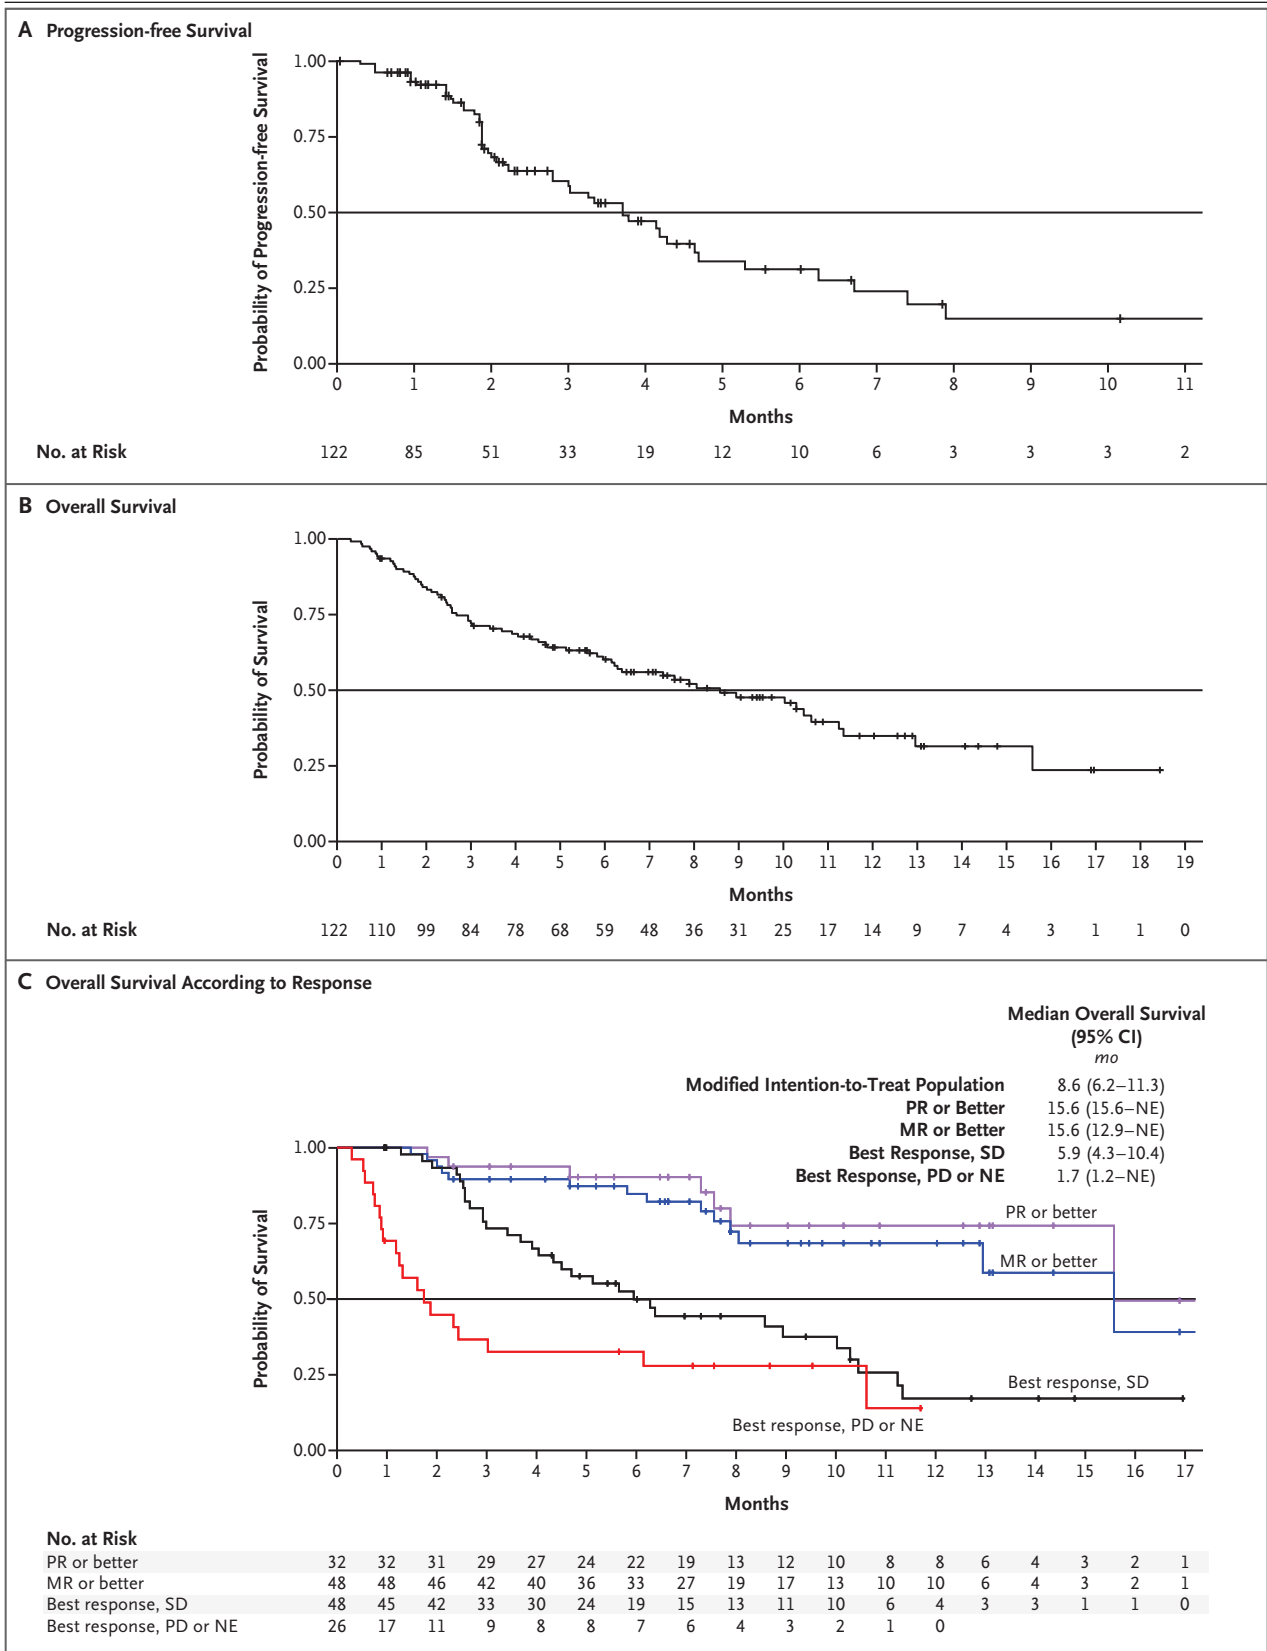 A Progression-free Survival
Probability of Progression-free Survival
1.00
0.75
0.50
0.25
0.00
0 1 2 3 4 5 6 7 8 9 10 11
Months
No. at Risk 122 85 51 33 19 12 10 6 3 3 3 2
B Overall Survival
Probability of Survival
1.00
0.75
0.50
0.25
0.00
0 1 2 3 4 5 6 7 8 9 10 11 12 13 14 15 16 17 18 19
Months
No. at Risk 122 110 99 84 78 68 59 48 36 31 25 17 14 9 7 4 3 1 1 0
C Overall Survival According to Response
Median Overall Survival
(95% CI)
mo
Modified Intention-to-Treat Population 8.6 (6.2–11.3)
PR or Better 15.6 (15.6–NE)
MR or Better 15.6 (12.9–NE)
Best Response, SD 5.9 (4.3–10.4)
Best Response, PD or NE 1.7 (1.2–NE)
Probability of Survival
1.00
0.75
0.50
0.25
0.00
PR or better
MR or better
Best response, SD
Best response, PD or NE
0 1 2 3 4 5 6 7 8 9 10 11 12 13 14 15 16 17
Months
No. at Risk
PR or better 32 32 31 29 27 24 22 19 13 12 10 8 8 6 4 3 2 1
MR or better 48 48 46 42 40 36 33 27 19 17 13 10 10 6 4 3 2 1
Best response, SD 48 45 42 33 30 24 19 15 13 11 10 6 4 3 3 1 1 0
Best response, PD or NE 26 17 11 9 8 8 7 6 4 3 2 1 0